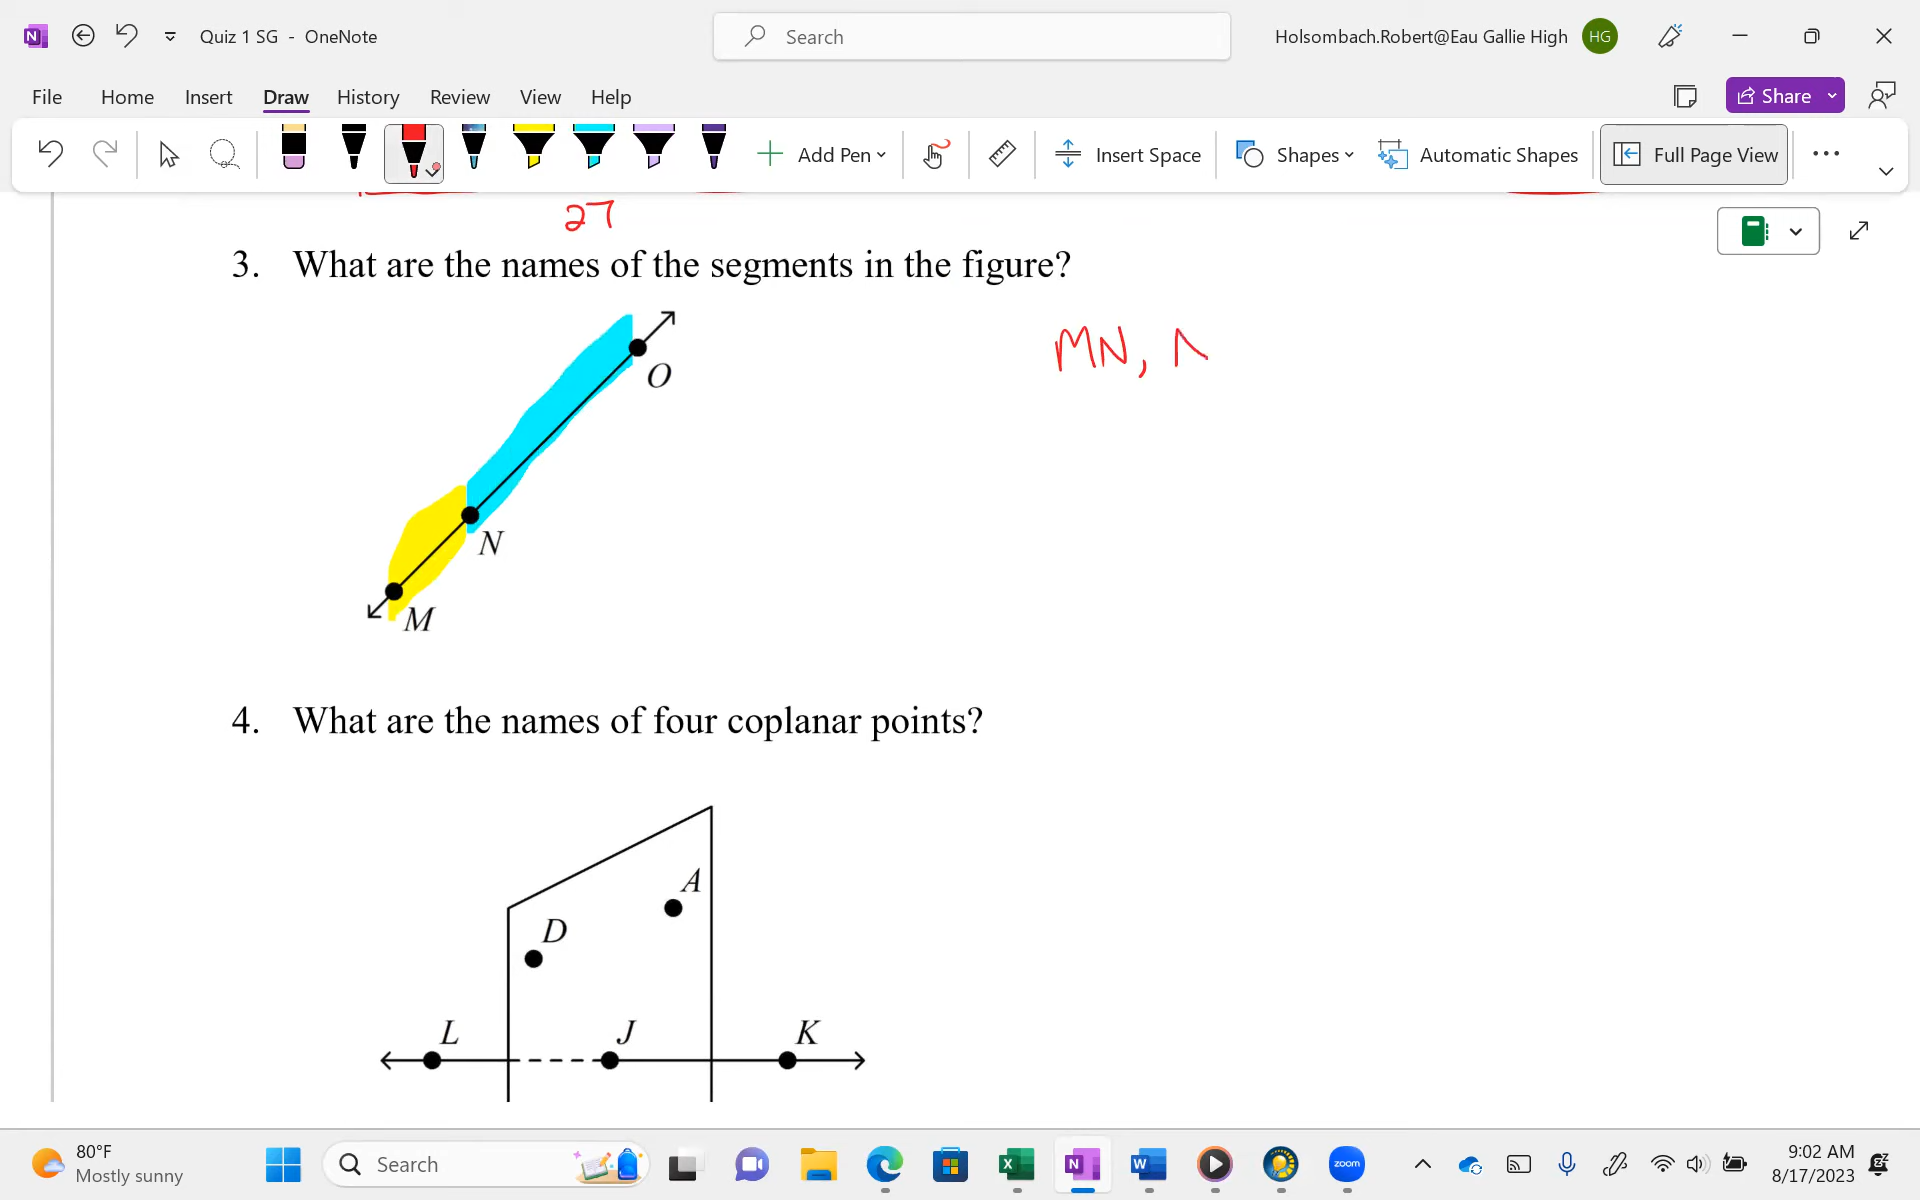 Quiz 1 SG - OneNote
Search
Holsombach.Robert@Eau Gallie High
HG
File Home Insert Draw History Review View Help
Share
Add Pen
Insert Space
Shapes
Automatic Shapes
Full Page View
27
3. What are the names of the segments in the figure?
MN, Λ
O
N
M
4. What are the names of four coplanar points?
A
D
L
J
K
80°F
Mostly sunny
Search
zoom
9:02 AM
8/17/2023